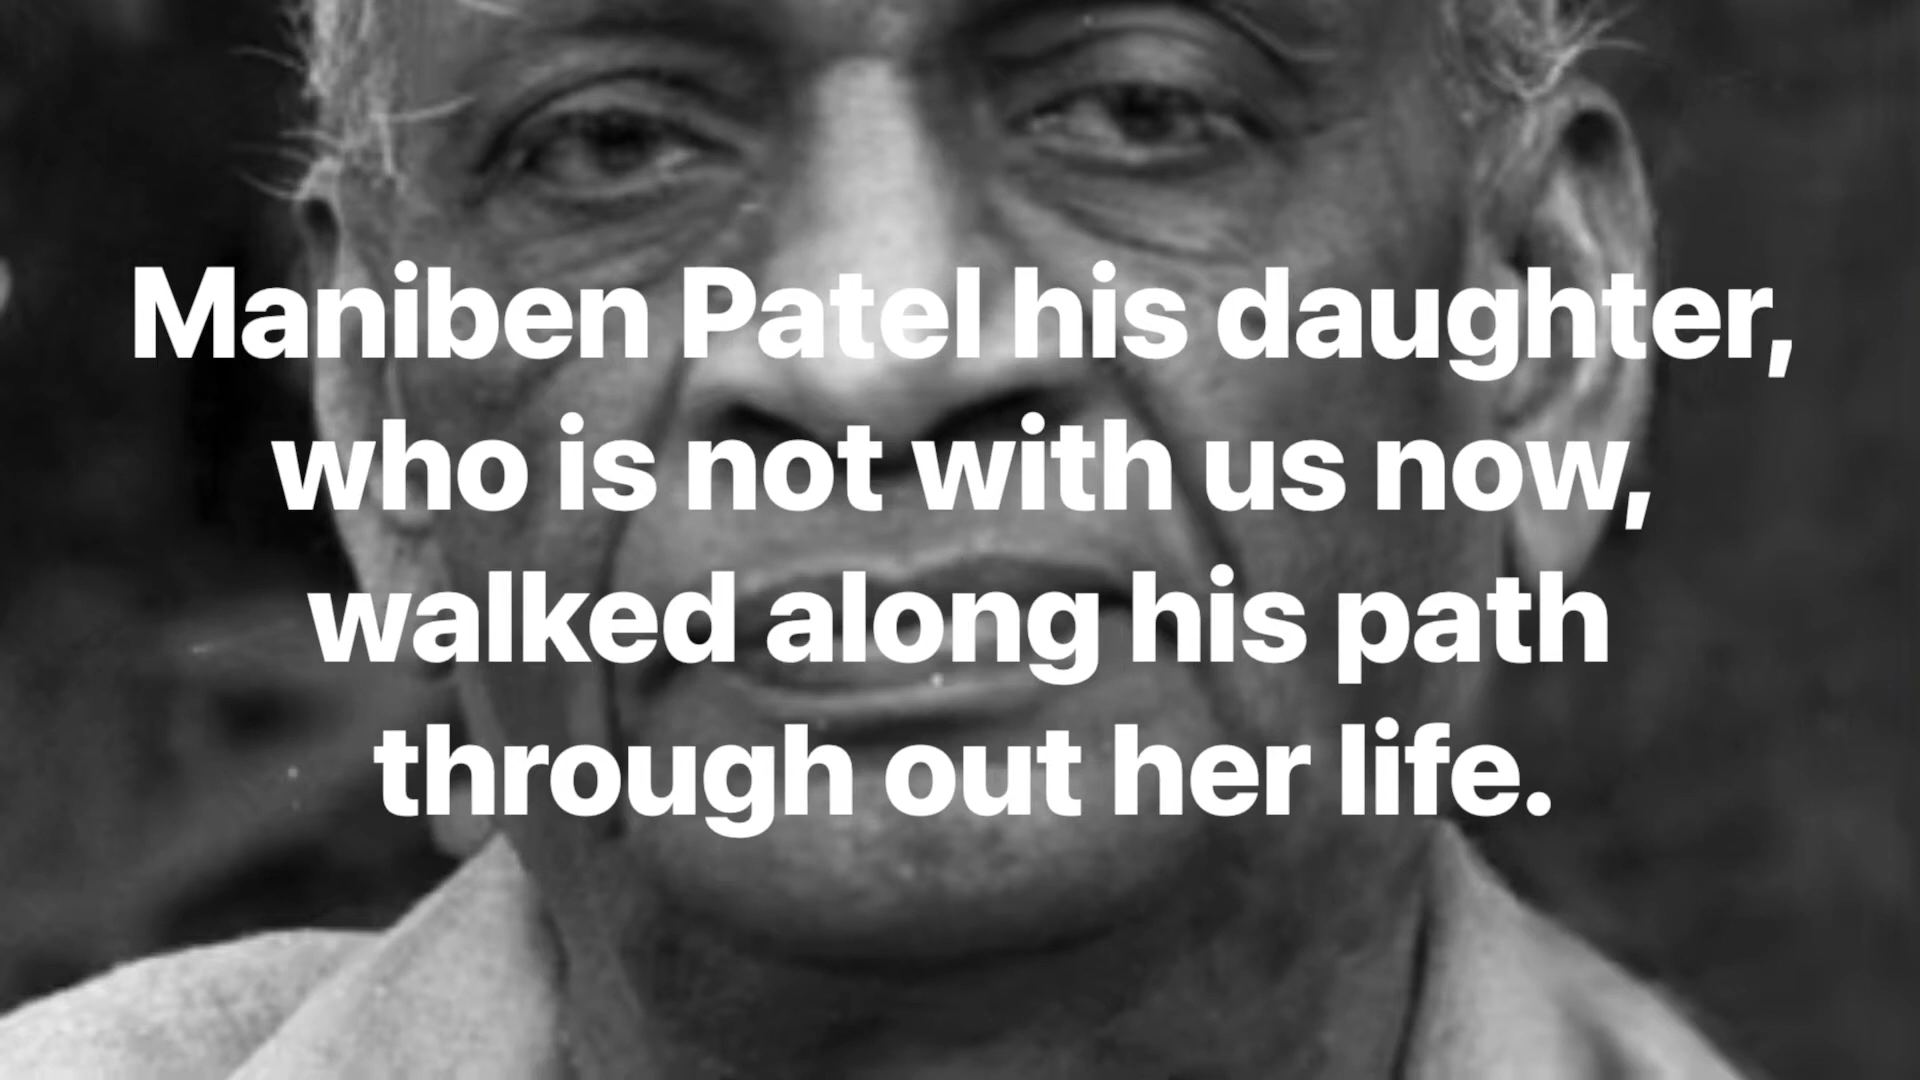 Maniben Patel his daughter,
who is not with us now,
walked along his path
through out her life.